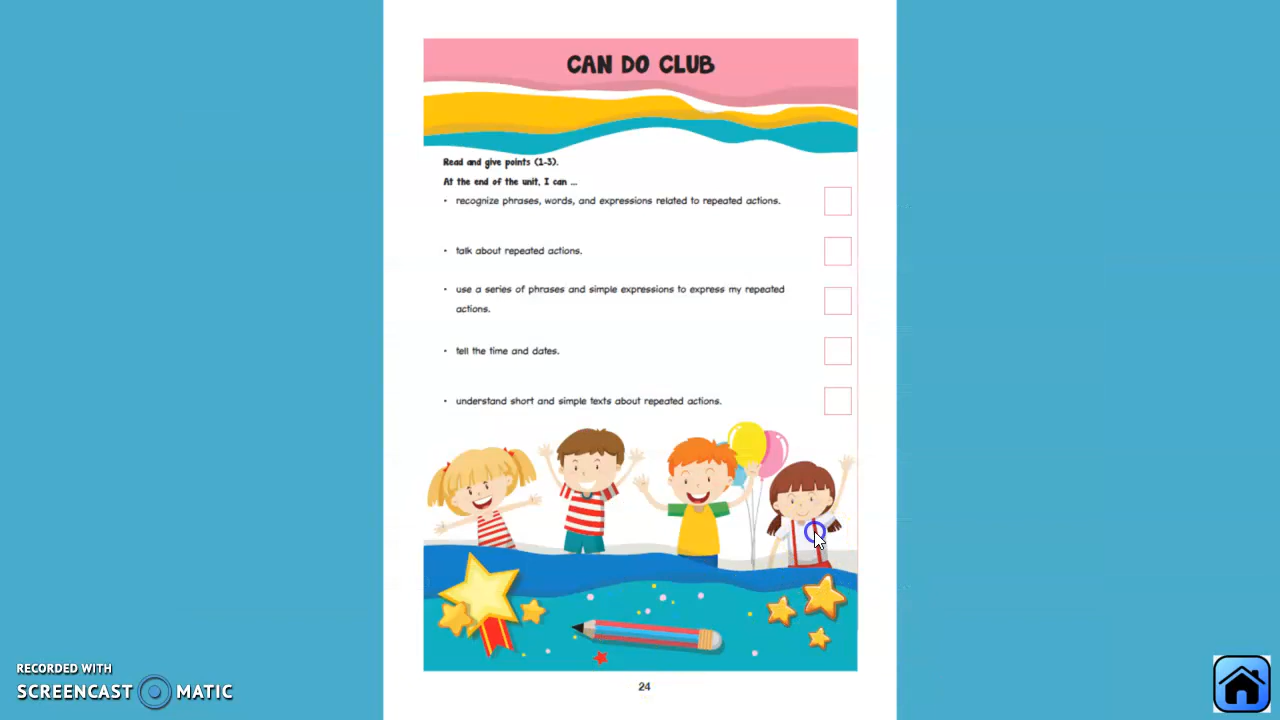 CAN DO CLUB
Read and give points (1-3).
At the end of the unit, I can ...
• recognize phrases, words, and expressions related to repeated actions.
• talk about repeated actions.
• use a series of phrases and simple expressions to express my repeated
actions.
• tell the time and dates.
• understand short and simple texts about repeated actions.
24
RECORDED WITH
SCREENCAST MATIC